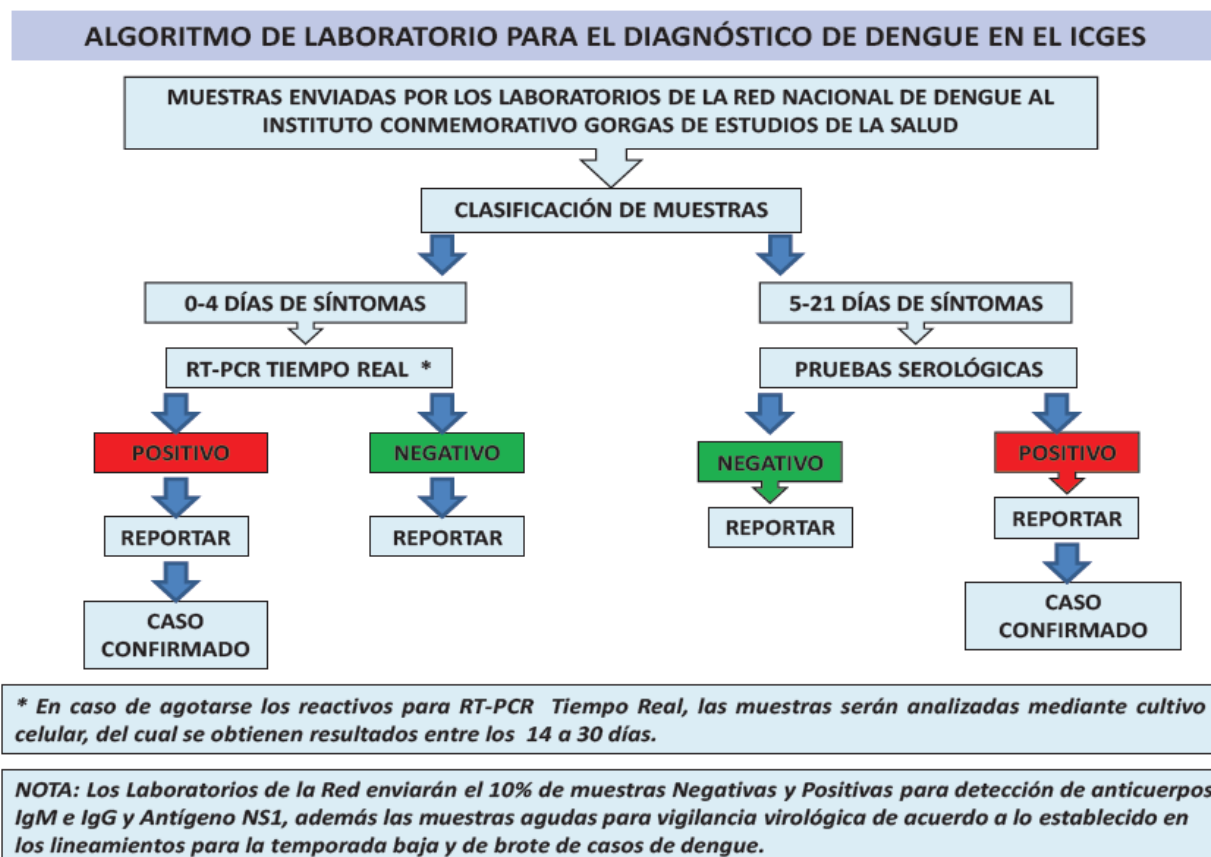 ALGORITMO DE LABORATORIO PARA EL DIAGNÓSTICO DE DENGUE EN EL ICGES
MUESTRAS ENVIADAS POR LOS LABORATORIOS DE LA RED NACIONAL DE DENGUE AL
INSTITUTO CONMEMORATIVO GORGAS DE ESTUDIOS DE LA SALUD
CLASIFICACIÓN DE MUESTRAS
0-4 DÍAS DE SÍNTOMAS
5-21 DÍAS DE SÍNTOMAS
RT-PCR TIEMPO REAL *
PRUEBAS SEROLÓGICAS
POSITIVO
NEGATIVO
NEGATIVO
POSITIVO
REPORTAR
REPORTAR
REPORTAR
REPORTAR
CASO
CONFIRMADO
CASO
CONFIRMADO
* En caso de agotarse los reactivos para RT-PCR Tiempo Real, las muestras serán analizadas mediante cultivo
celular, del cual se obtienen resultados entre los 14 a 30 días.
NOTA: Los Laboratorios de la Red enviarán el 10% de muestras Negativas y Positivas para detección de anticuerpos
IgM e IgG y Antígeno NS1, además las muestras agudas para vigilancia virológica de acuerdo a lo establecido en
los lineamientos para la temporada baja y de brote de casos de dengue.